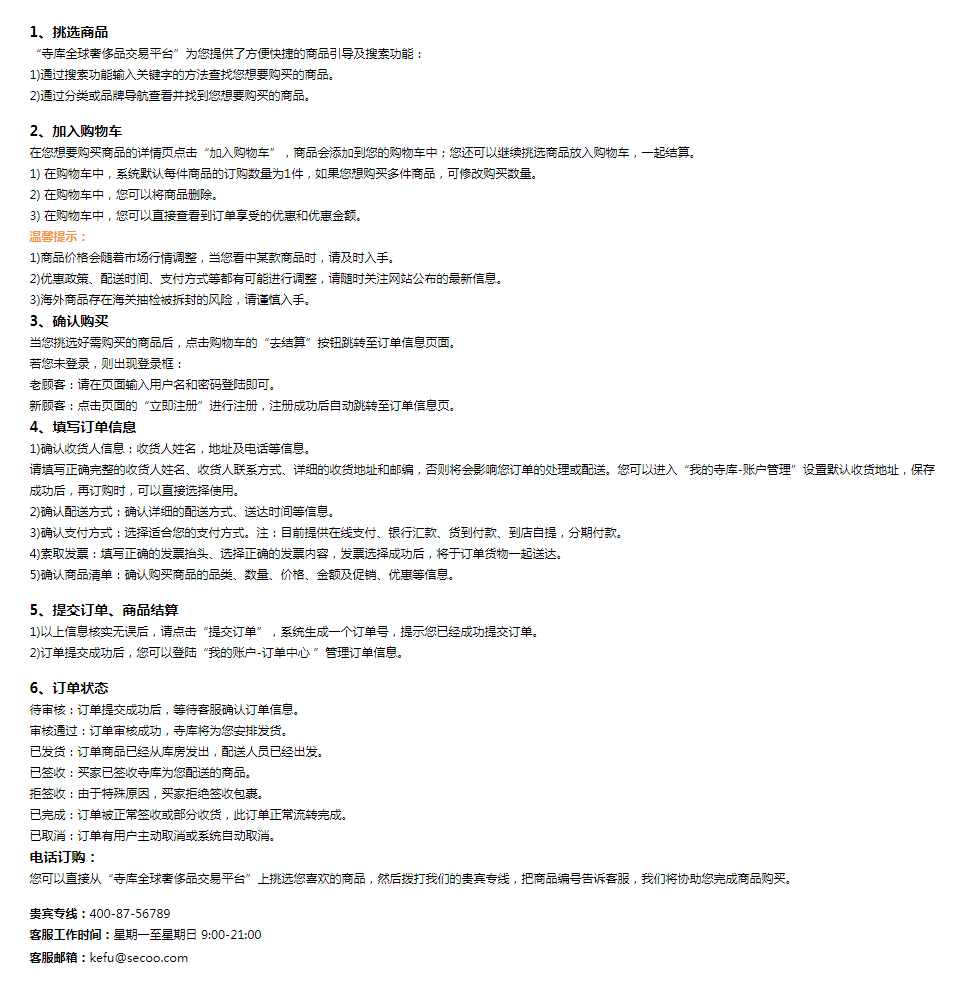 1、挑选商品
“寺库全球奢侈品交易平台”为您提供了方便快捷的商品引导及搜索功能：
1)通过搜索功能输入关键字的方法查找您想要购买的商品。
2)通过分类或品牌导航查看并找到您想要购买的商品。
2、加入购物车
在您想要购买商品的详情页点击“加入购物车”，商品会添加到您的购物车中；您还可以继续挑选商品放入购物车，一起结算。
1) 在购物车中，系统默认每件商品的订购数量为1件，如果您想购买多件商品，可修改购买数量。
2) 在购物车中，您可以将商品删除。
3) 在购物车中，您可以直接查看到订单享受的优惠和优惠金额。
温馨提示：
1)商品价格会随着市场行情调整，当您看中某款商品时，请及时入手。
2)优惠政策、配送时间、支付方式等都有可能进行调整，请随时关注网站公布的最新信息。
3)海外商品存在海关抽检被拆封的风险，请谨慎入手。
3、确认购买
当您挑选好需购买的商品后，点击购物车的“去结算”按钮跳转至订单信息页面。
若您未登录，则出现登录框：
老顾客：请在页面输入用户名和密码登陆即可。
新顾客：点击页面的“立即注册”进行注册，注册成功后自动跳转至订单信息页。
4、填写订单信息
1)确认收货人信息：收货人姓名，地址及电话等信息。
请填写正确完整的收货人姓名、收货人联系方式、详细的收货地址和邮编，否则将会影响您订单的处理或配送。您可以进入“我的寺库-账户管理”设置默认收货地址，保存
成功后，再订购时，可以直接选择使用。
2)确认配送方式：确认详细的配送方式、送达时间等信息。
3)确认支付方式：选择适合您的支付方式。注：目前提供在线支付、银行汇款、货到付款、到店自提，分期付款。
4)索取发票：填写正确的发票抬头、选择正确的发票内容，发票选择成功后，将于订单货物一起送达。
5)确认商品清单：确认购买商品的品类、数量、价格、金额及促销、优惠等信息。
5、提交订单、商品结算
1)以上信息核实无误后，请点击“提交订单”，系统生成一个订单号，提示您已经成功提交订单。
2)订单提交成功后，您可以登陆“我的账户-订单中心 ”管理订单信息。
6、订单状态
待审核：订单提交成功后，等待客服确认订单信息。
审核通过：订单审核成功，寺库将为您安排发货。
已发货：订单商品已经从库房发出，配送人员已经出发。
已签收：买家已签收寺库为您配送的商品。
拒签收：由于特殊原因，买家拒绝签收包裹。
已完成：订单被正常签收或部分收货，此订单正常流转完成。
已取消：订单有用户主动取消或系统自动取消。
电话订购：
您可以直接从“寺库全球奢侈品交易平台”上挑选您喜欢的商品，然后拨打我们的贵宾专线，把商品编号告诉客服，我们将协助您完成商品购买。
贵宾专线：400-87-56789
客服工作时间：星期一至星期日 9:00-21:00
客服邮箱：kefu@secoo.com